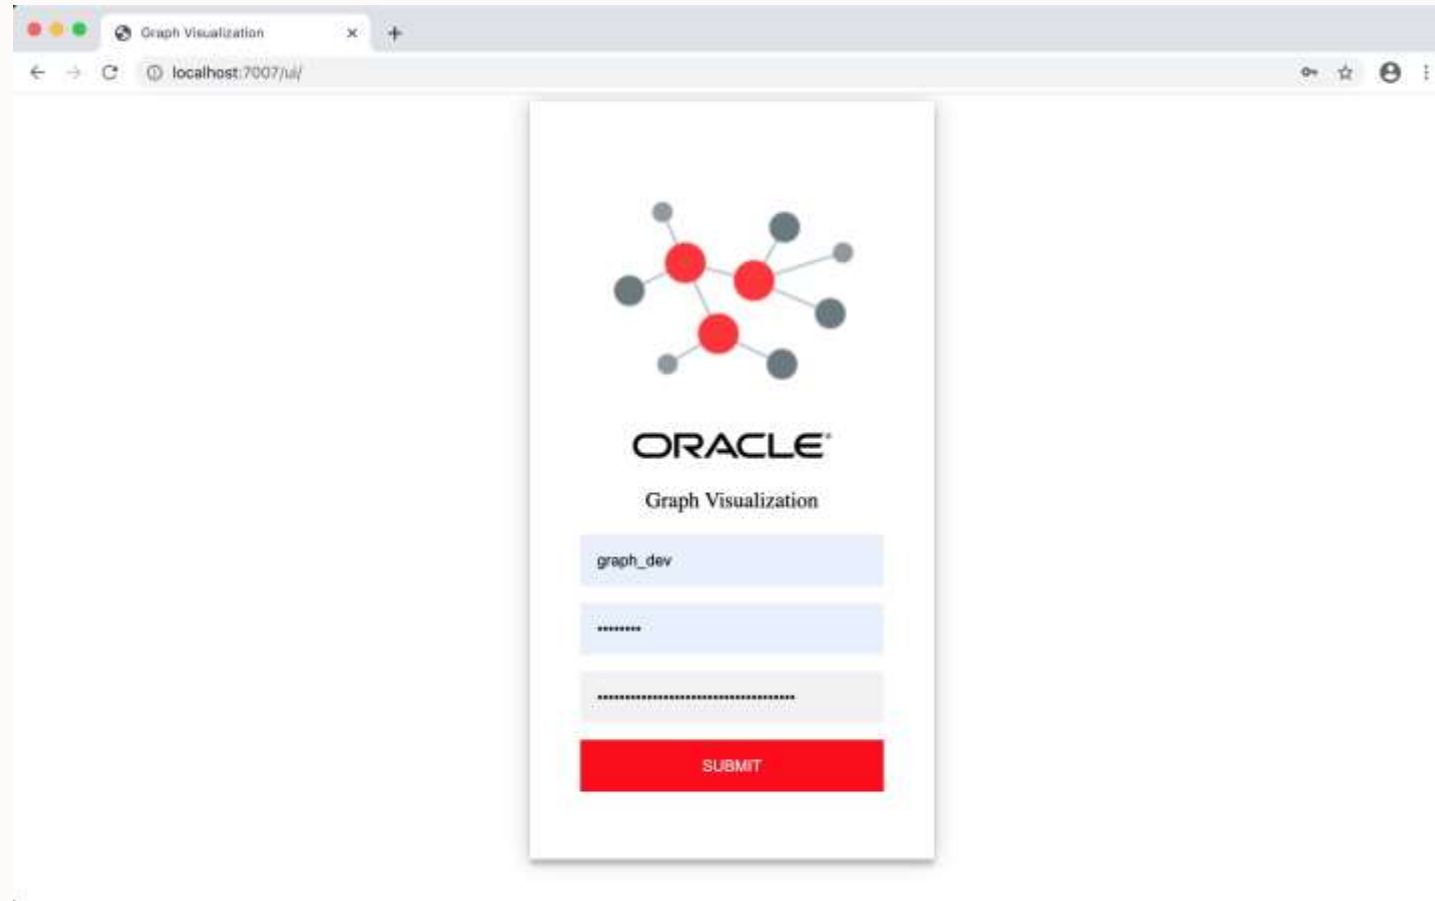 Graph Visualization
localhost:7007/ui/
ORACLE®
Graph Visualization
graph_dev
••••••••
••••••••••••••••••••••••••••••••••••
SUBMIT